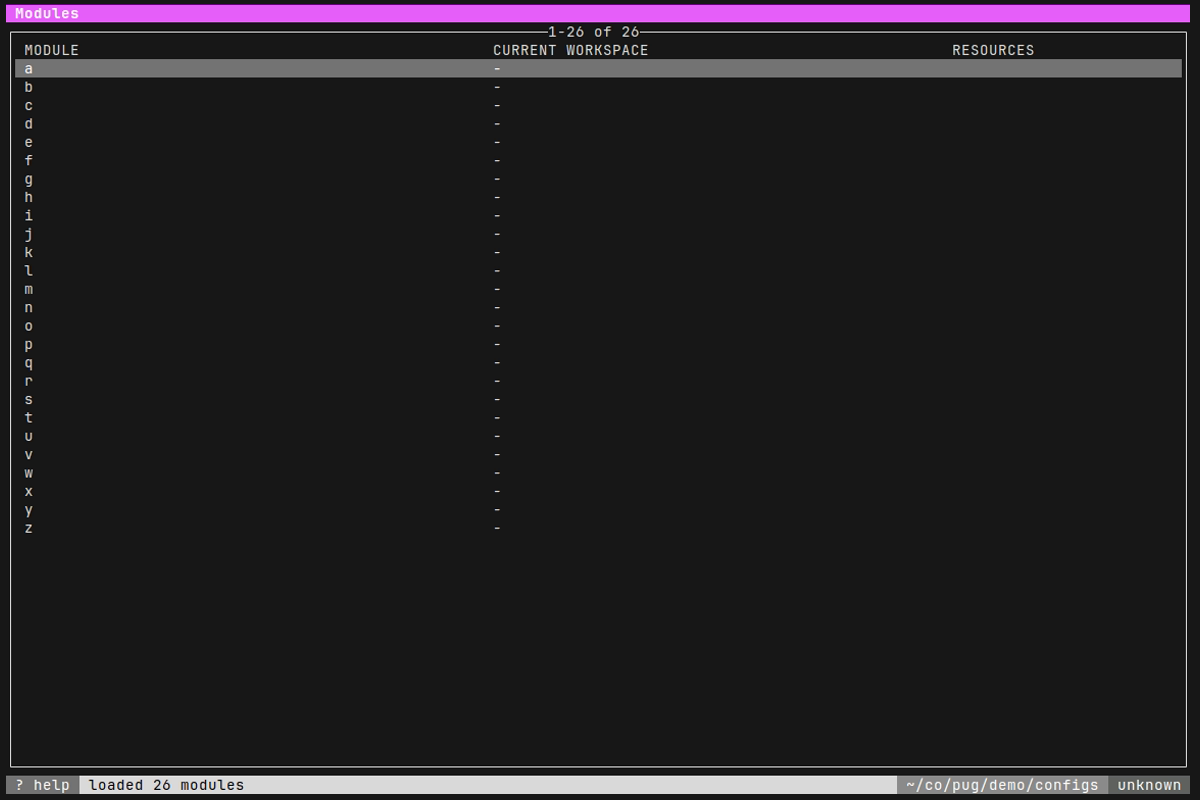 Modules
1-26 of 26
MODULE CURRENT WORKSPACE RESOURCES
a -
b -
c -
d -
e -
f -
g -
h -
i -
j -
k -
l -
m -
n -
o -
p -
q -
r -
s -
t -
u -
v -
w -
x -
y -
z -
? help loaded 26 modules ~/co/pug/demo/configs unknown